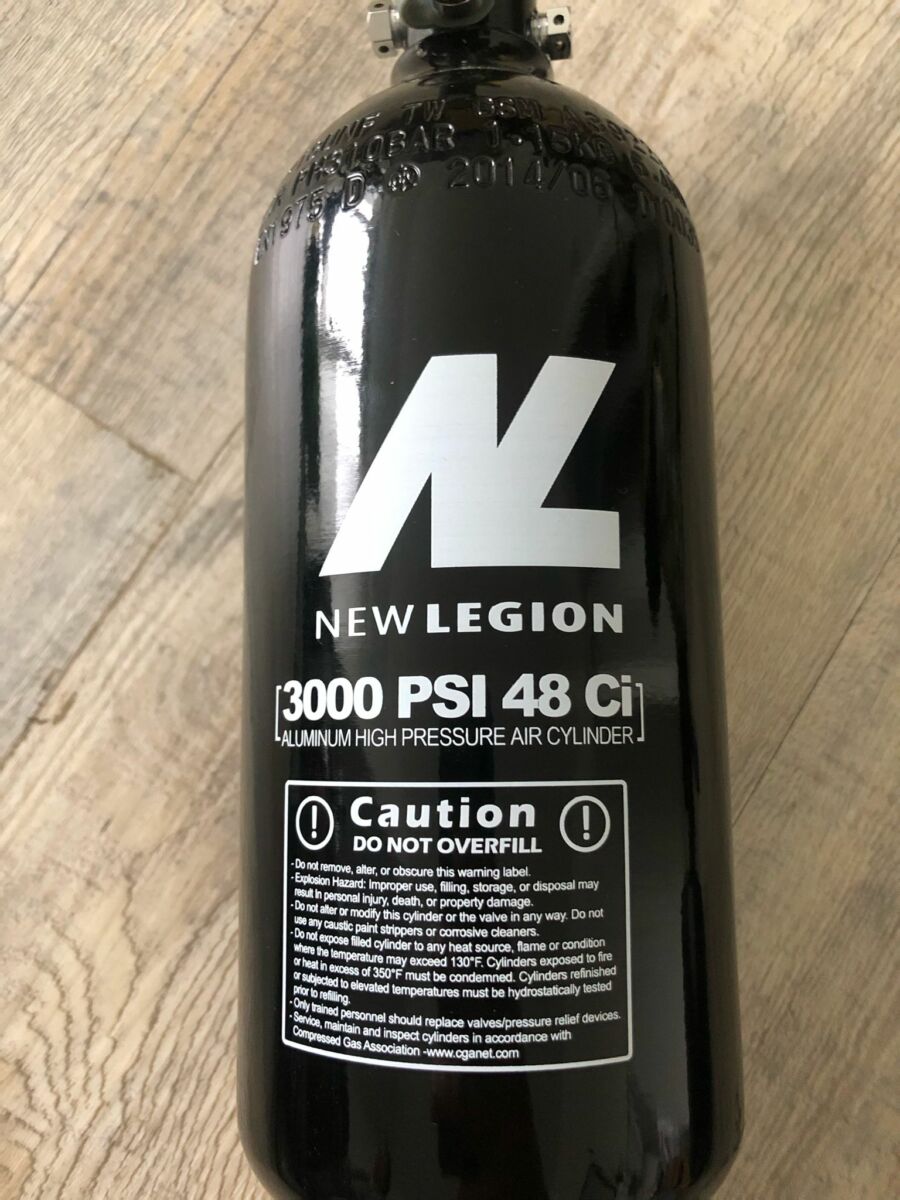 TW
1.15KG
EN1975 D 2014/06
NL
NEW LEGION
[3000 PSI 48 Ci]
ALUMINUM HIGH PRESSURE AIR CYLINDER
! Caution !
DO NOT OVERFILL
- Do not remove, alter, or obscure this warning label.
- Explosion Hazard: Improper use, filling, storage, or disposal may
result in personal injury, death, or property damage.
- Do not alter or modify this cylinder or the valve in any way. Do not
use any caustic paint strippers or corrosive cleaners.
- Do not expose filled cylinder to any heat source, flame or condition
where the temperature may exceed 130°F. Cylinders exposed to fire
or heat in excess of 350°F must be condemned. Cylinders refinished
or subjected to elevated temperatures must be hydrostatically tested
prior to refilling.
- Only trained personnel should replace valves/pressure relief devices.
- Service, maintain and inspect cylinders in accordance with
Compressed Gas Association -www.cganet.com